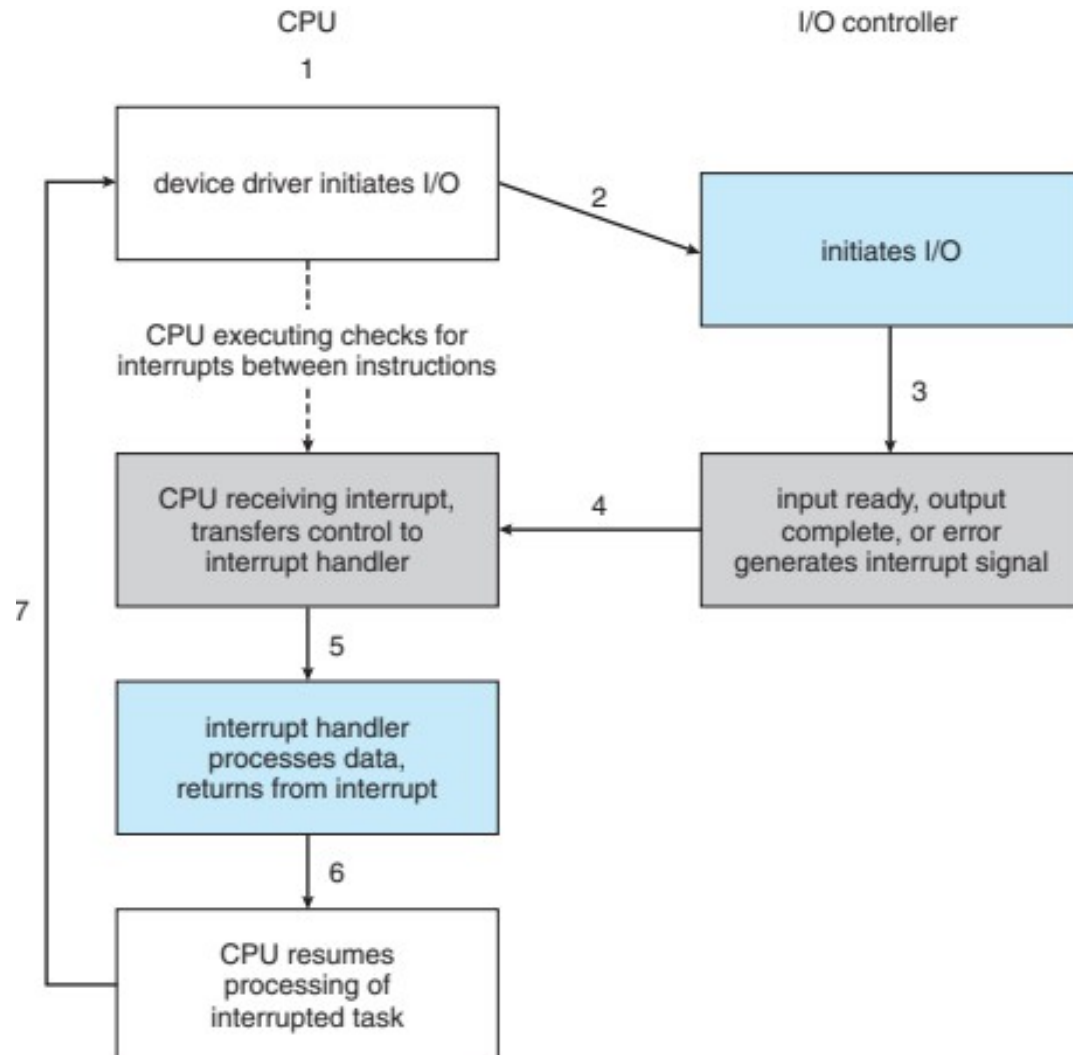 CPU
I/O controller
1
device driver initiates I/O
2
initiates I/O
CPU executing checks for
interrupts between instructions
3
CPU receiving interrupt,
transfers control to
interrupt handler
4
input ready, output
complete, or error
generates interrupt signal
7
5
interrupt handler
processes data,
returns from interrupt
6
CPU resumes
processing of
interrupted task